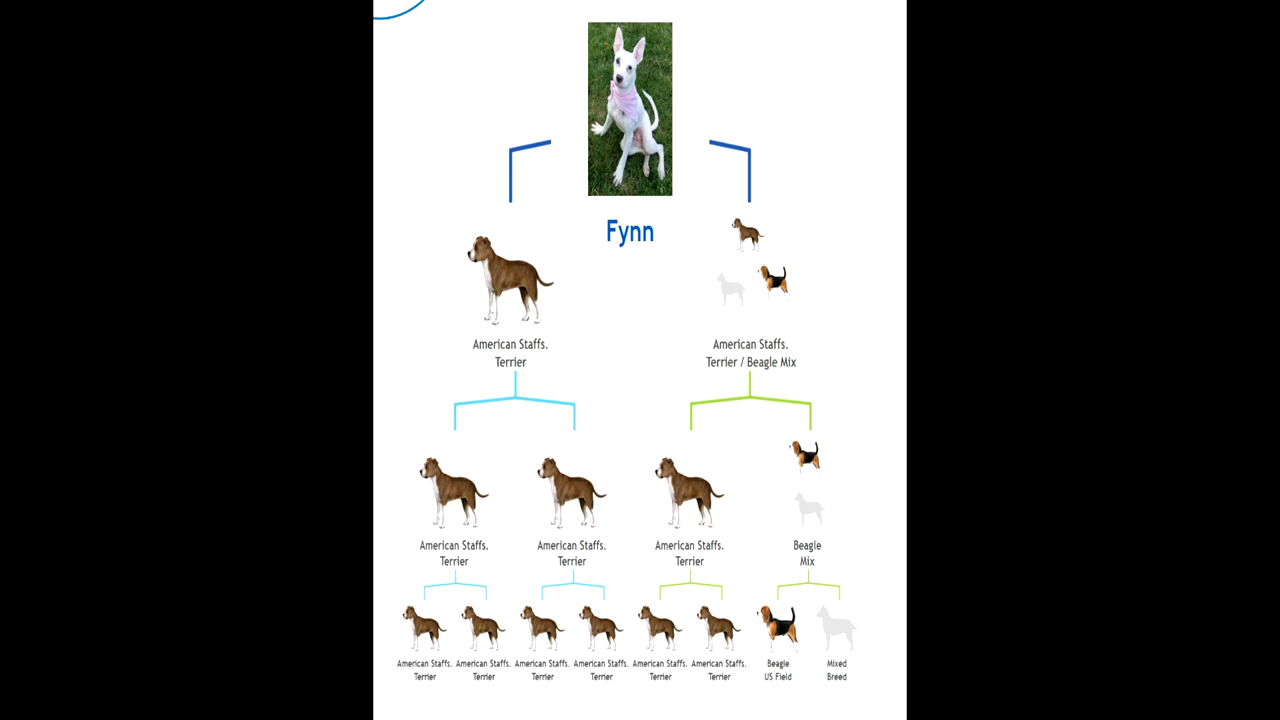 Fynn
American Staffs.
Terrier
American Staffs.
Terrier / Beagle Mix
American Staffs.
Terrier
American Staffs.
Terrier
American Staffs.
Terrier
Beagle
Mix
American Staffs.
Terrier
American Staffs.
Terrier
American Staffs.
Terrier
American Staffs.
Terrier
American Staffs.
Terrier
American Staffs.
Terrier
Beagle
US Field
Mixed
Breed